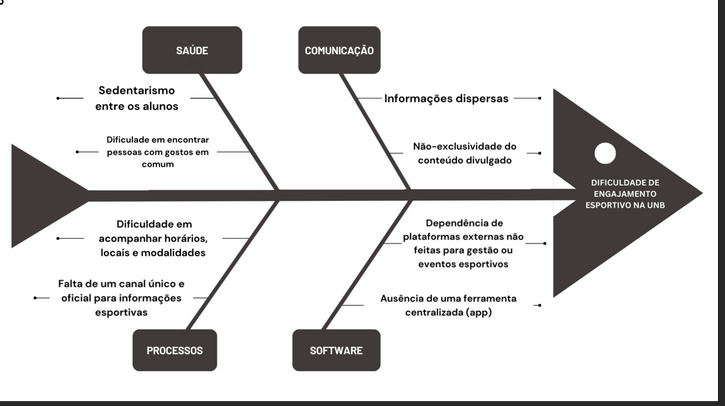 SAÚDE
COMUNICAÇÃO
Sedentarismo
entre os alunos
Dificulade em encontrar
pessoas com gostos em
comum
Informações dispersas
Não-exclusividade do
conteúdo divulgado
DIFICULDADE DE
ENGAJAMENTO
ESPORTIVO NA UNB
Dificuldade em
acompanhar horários,
locais e modalidades
Falta de um canal único e
oficial para informações
esportivas
Dependência de
plataformas externas não
feitas para gestão ou
eventos esportivos
Ausência de uma ferramenta
centralizada (app)
PROCESSOS
SOFTWARE